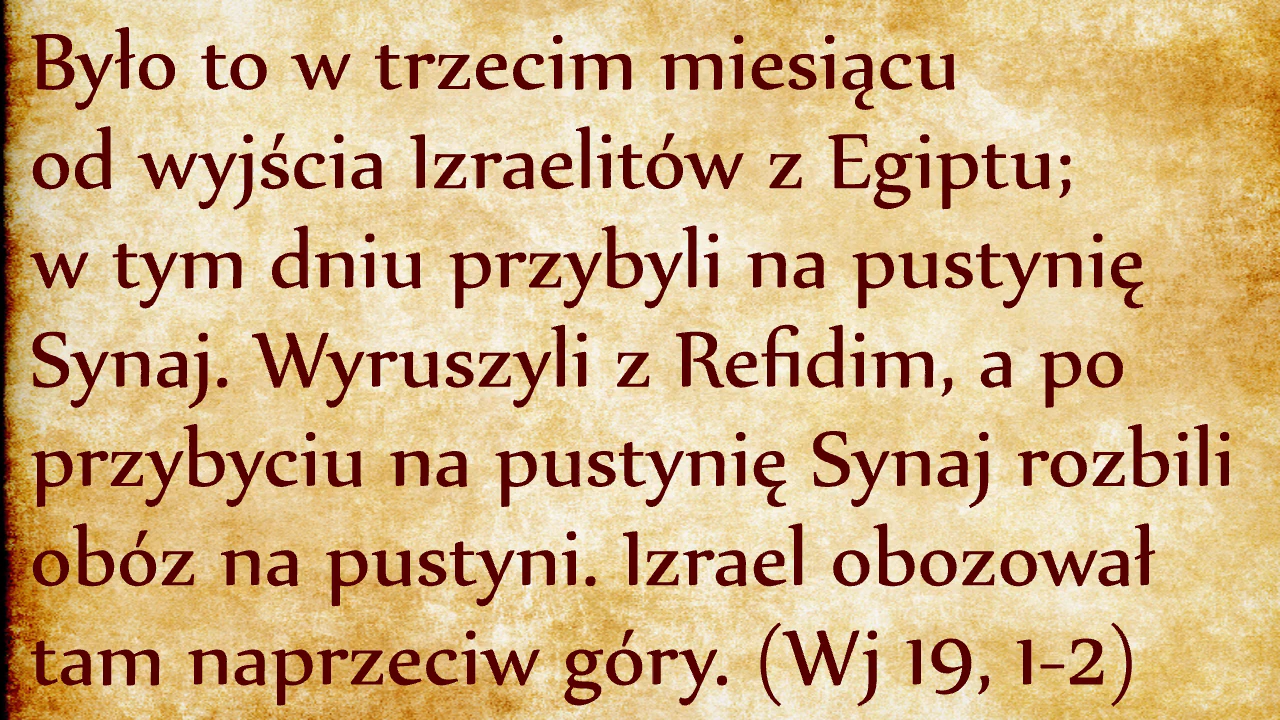 Było to w trzecim miesiącu
od wyjścia Izraelitów z Egiptu;
w tym dniu przybyli na pustynię
Synaj. Wyruszyli z Refidim, a po
przybyciu na pustynię Synaj rozbili
obóz na pustyni. Izrael obozował
tam naprzeciw góry. (Wj 19, 1-2)